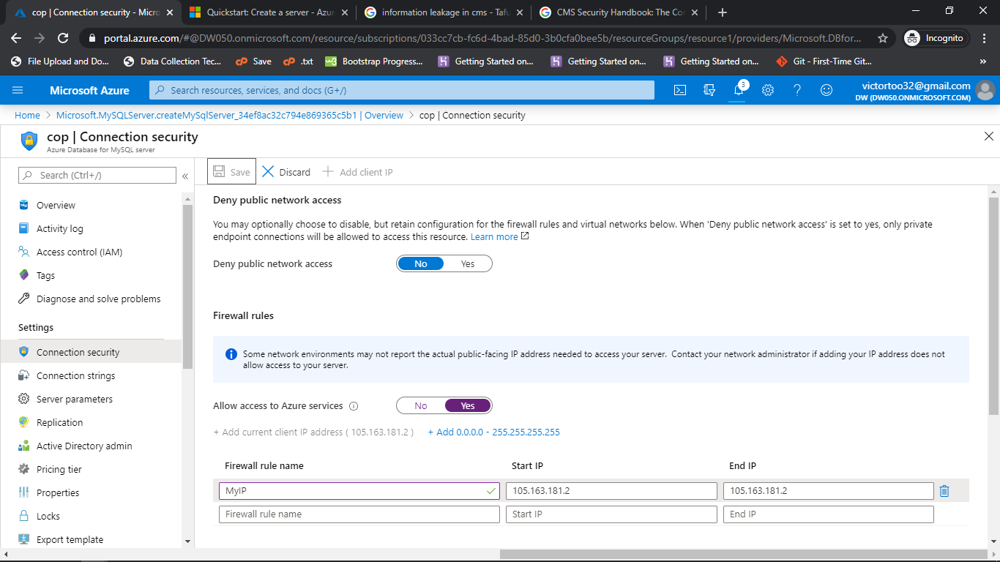 cop | Connection security - Micro
Quickstart: Create a server - Azur
information leakage in cms - Tafu
CMS Security Handbook: The Co
portal.azure.com/#@DW050.onmicrosoft.com/resource/subscriptions/033cc7cb-fc6d-4bad-85d0-3b0cfa0bee5b/resourceGroups/resource1/providers/Microsoft.DBfor...
Incognito
File Upload and Do...
Data Collection Tec...
cP Save
cP .txt
w3 Bootstrap Progress...
Getting Started on...
Getting Started on...
Getting Started on...
Git - First-Time Git...
»
Microsoft Azure
Search resources, services, and docs (G+/)
3
victortoo32@gmail.com
DW (DW050.ONMICROSOFT.COM)
Home > Microsoft.MySQLServer.createMySqlServer_34ef8ac32c794e869365c5b1 | Overview > cop | Connection security
cop | Connection security
Azure Database for MySQL server
Search (Ctrl+/)
«
Overview
Activity log
Access control (IAM)
Tags
Diagnose and solve problems
Settings
Connection security
Connection strings
Server parameters
Replication
Active Directory admin
Pricing tier
Properties
Locks
Export template
Save
Discard
Add client IP
Deny public network access
You may optionally choose to disable, but retain configuration for the firewall rules and virtual networks below. When 'Deny public network access' is set to yes, only private
endpoint connections will be allowed to access this resource. Learn more
Deny public network access
No
Yes
Firewall rules
Some network environments may not report the actual public-facing IP address needed to access your server. Contact your network administrator if adding your IP address does not
allow access to your server.
Allow access to Azure services
No
Yes
+ Add current client IP address ( 105.163.181.2 )
+ Add 0.0.0.0 - 255.255.255.255
Firewall rule name
Start IP
End IP
MyIP
105.163.181.2
105.163.181.2
Firewall rule name
Start IP
End IP